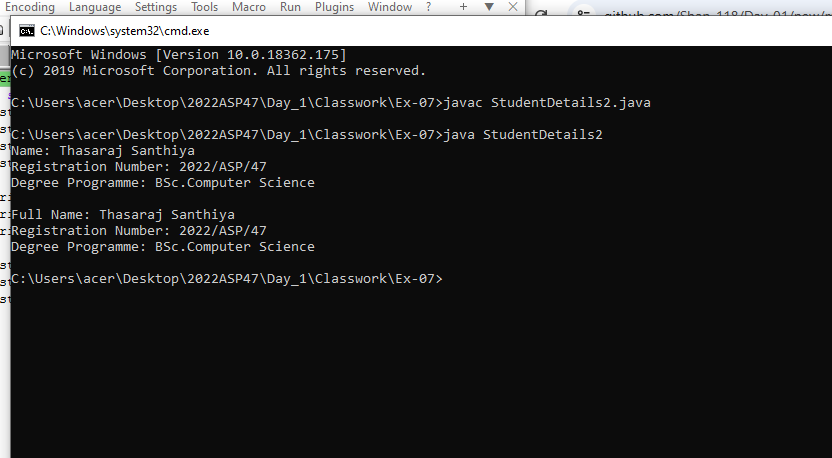 Encoding Language Settings Tools Macro Run Plugins Window ? + ▼ ✕
C:\Windows\system32\cmd.exe
Microsoft Windows [Version 10.0.18362.175]
(c) 2019 Microsoft Corporation. All rights reserved.
C:\Users\acer\Desktop\2022ASP47\Day_1\Classwork\Ex-07>javac StudentDetails2.java
C:\Users\acer\Desktop\2022ASP47\Day_1\Classwork\Ex-07>java StudentDetails2
Name: Thasaraj Santhiya
Registration Number: 2022/ASP/47
Degree Programme: BSc.Computer Science
Full Name: Thasaraj Santhiya
Registration Number: 2022/ASP/47
Degree Programme: BSc.Computer Science
C:\Users\acer\Desktop\2022ASP47\Day_1\Classwork\Ex-07>